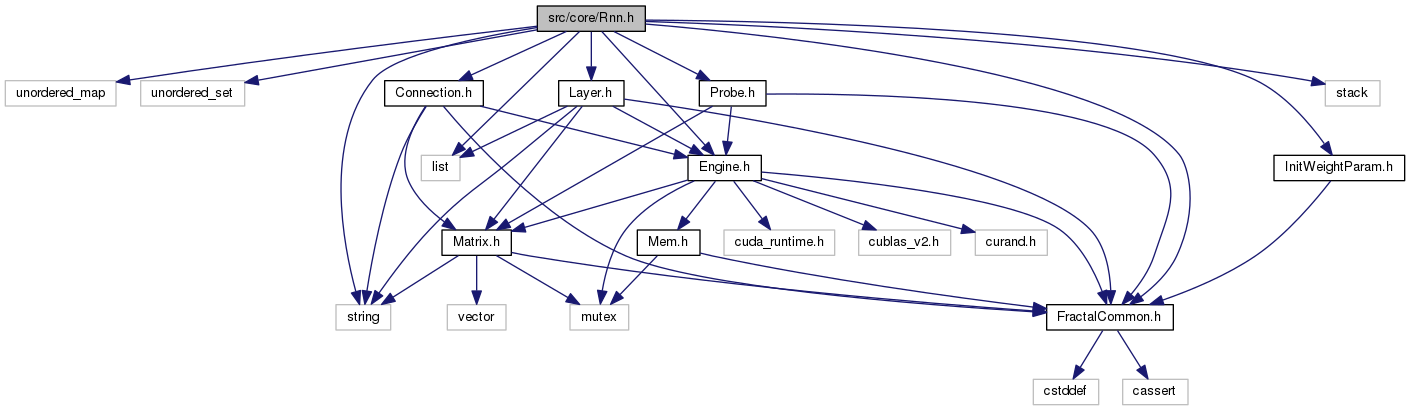 src/core/Rnn.h
unordered_map
unordered_set
Connection.h
Layer.h
Probe.h
stack
list
Engine.h
InitWeightParam.h
Matrix.h
Mem.h
cuda_runtime.h
cublas_v2.h
curand.h
string
vector
mutex
FractalCommon.h
cstddef
cassert